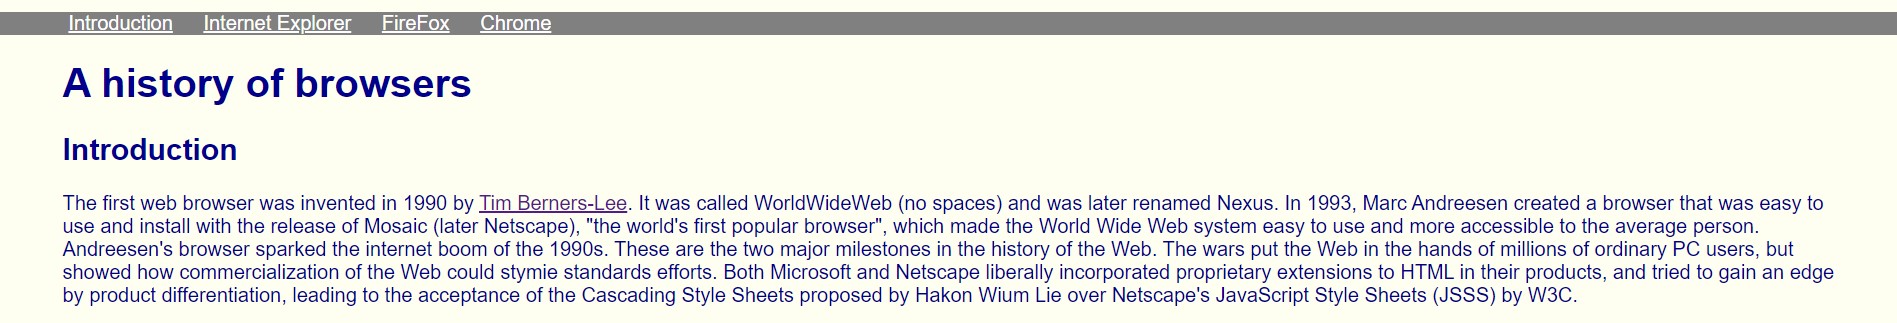 Introduction Internet Explorer FireFox Chrome
A history of browsers
Introduction
The first web browser was invented in 1990 by Tim Berners-Lee. It was called WorldWideWeb (no spaces) and was later renamed Nexus. In 1993, Marc Andreesen created a browser that was easy to
use and install with the release of Mosaic (later Netscape), "the world's first popular browser", which made the World Wide Web system easy to use and more accessible to the average person.
Andreesen's browser sparked the internet boom of the 1990s. These are the two major milestones in the history of the Web. The wars put the Web in the hands of millions of ordinary PC users, but
showed how commercialization of the Web could stymie standards efforts. Both Microsoft and Netscape liberally incorporated proprietary extensions to HTML in their products, and tried to gain an edge
by product differentiation, leading to the acceptance of the Cascading Style Sheets proposed by Hakon Wium Lie over Netscape's JavaScript Style Sheets (JSSS) by W3C.